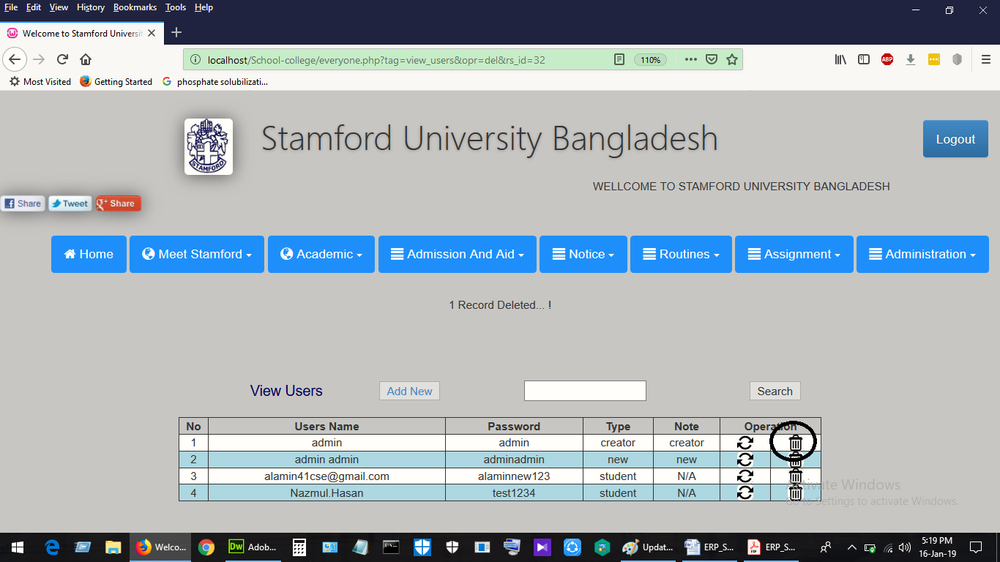 File Edit View History Bookmarks Tools Help
Welcome to Stamford Universit
localhost/School-college/everyone.php?tag=view_users&opr=del&rs_id=32 110% ABP
Most Visited Getting Started G phosphate solubilizati...
STAMFORD
Stamford University Bangladesh
Logout
WELLCOME TO STAMFORD UNIVERSITY BANGLADESH
Share Tweet g+ Share
Home Meet Stamford Academic Admission And Aid Notice Routines Assignment Administration
1 Record Deleted... !
View Users Add New Search
No Users Name Password Type Note Operation
1 admin admin creator creator
2 admin admin adminadmin new new
3 alamin41cse@gmail.com alaminnew123 student N/A
4 Nazmul.Hasan test1234 student N/A
Activate Windows
Go to Settings to activate Windows.
Welco... Dw Adob... Updat... ERP_S... ERP_S... 5:19 PM
16-Jan-19